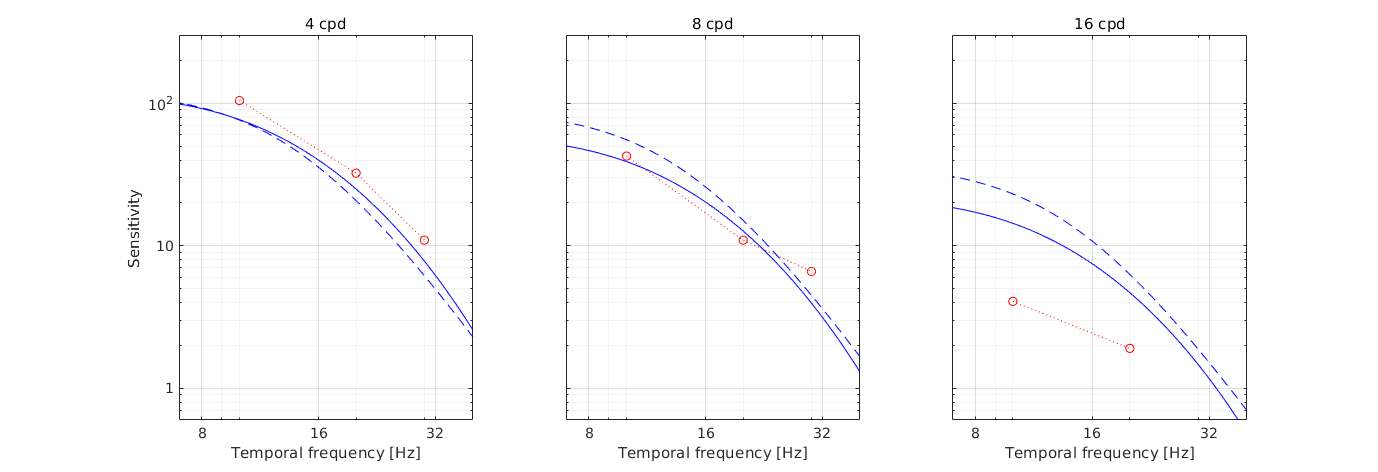 4 cpd
8 cpd
16 cpd
Sensitivity
10²
10
1
8
16
32
8
16
32
8
16
32
Temporal frequency [Hz]
Temporal frequency [Hz]
Temporal frequency [Hz]